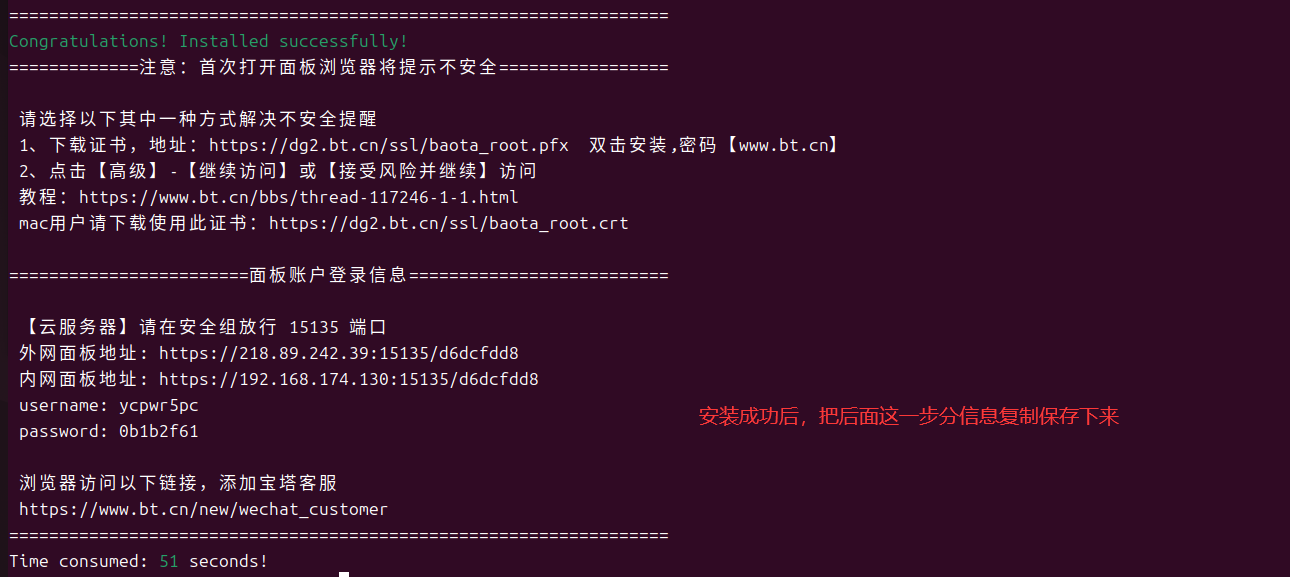 ==================================================================
Congratulations! Installed successfully!
=============注意：首次打开面板浏览器将提示不安全=================
请选择以下其中一种方式解决不安全提醒
1、下载证书，地址：https://dg2.bt.cn/ssl/baota_root.pfx  双击安装,密码【www.bt.cn】
2、点击【高级】-【继续访问】或【接受风险并继续】访问
教程：https://www.bt.cn/bbs/thread-117246-1-1.html
mac用户请下载使用此证书：https://dg2.bt.cn/ssl/baota_root.crt
========================面板账户登录信息==========================
【云服务器】请在安全组放行 15135 端口
外网面板地址: https://218.89.242.39:15135/d6dcfdd8
内网面板地址: https://192.168.174.130:15135/d6dcfdd8
username: ycpwr5pc
password: 0b1b2f61
安装成功后，把后面这一步分信息复制保存下来
浏览器访问以下链接，添加宝塔客服
https://www.bt.cn/new/wechat_customer
==================================================================
Time consumed: 51 seconds!